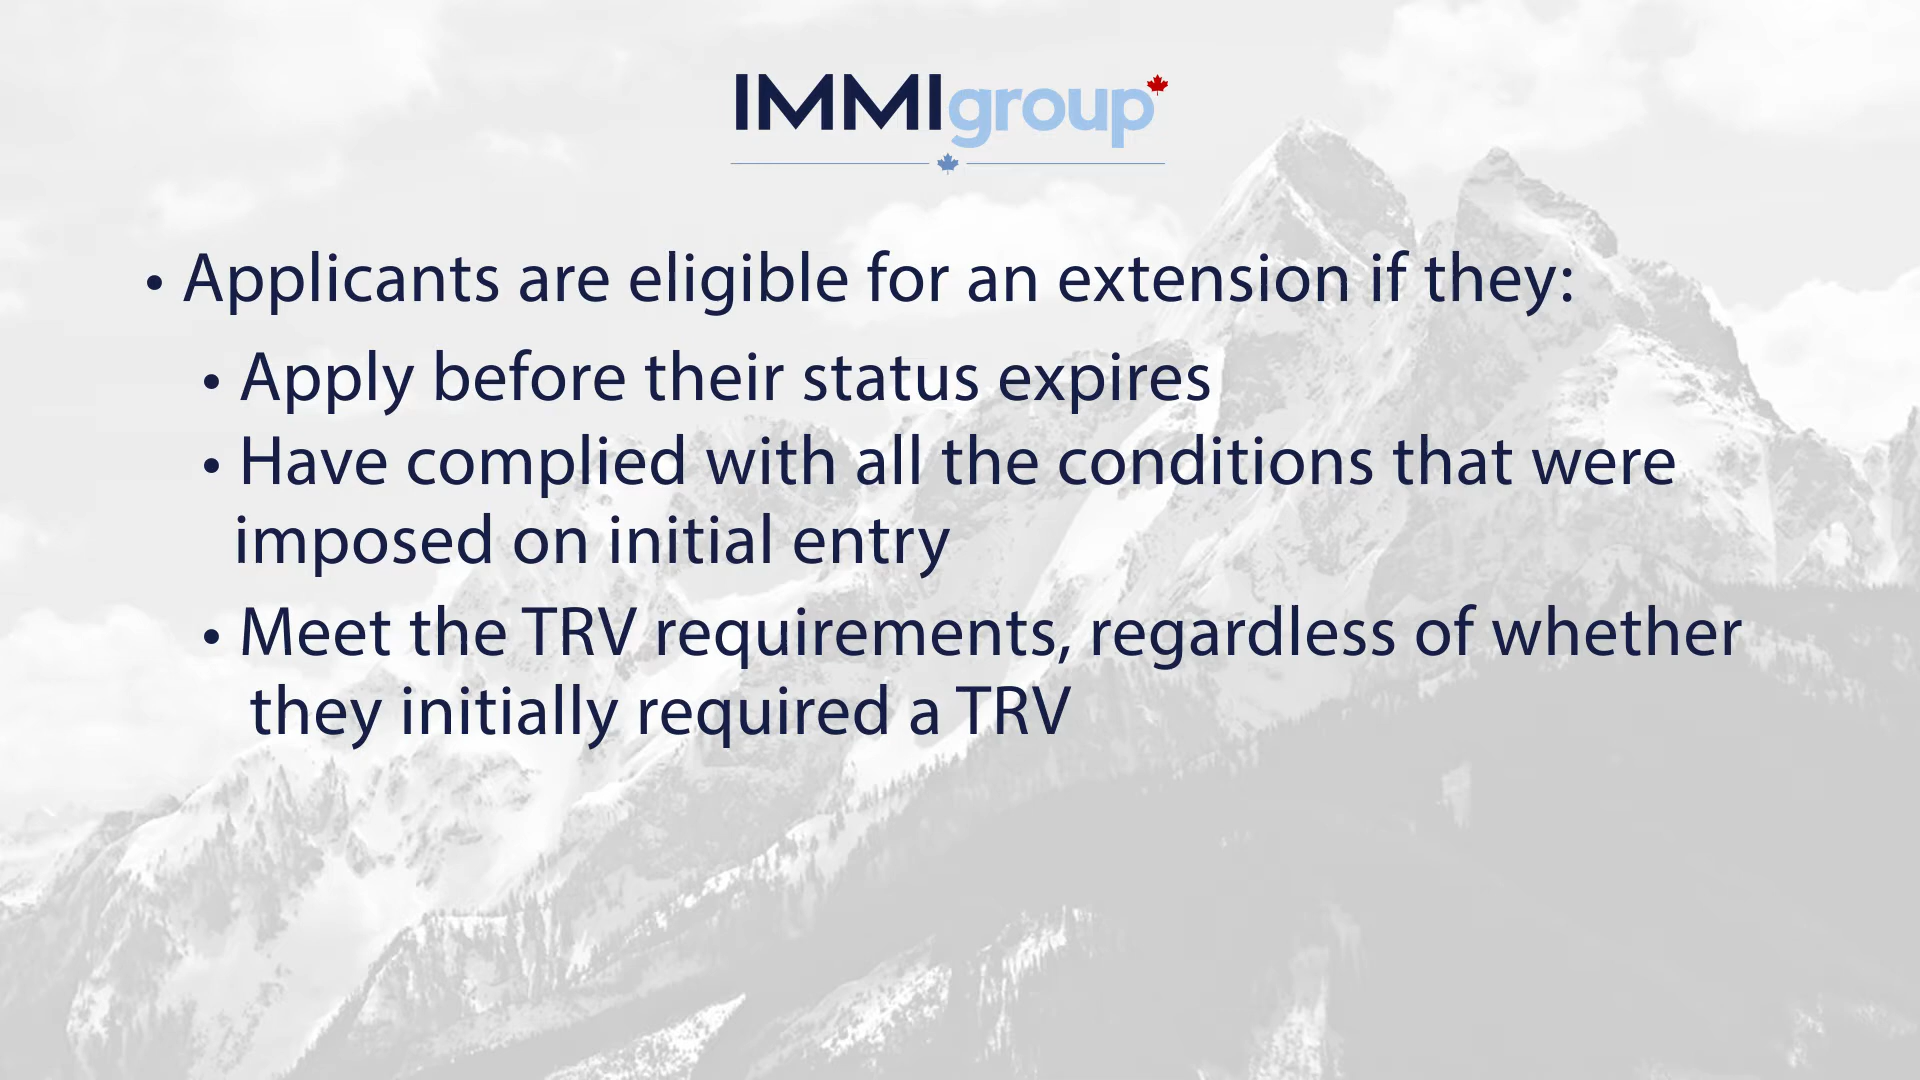 IMMIgroup
• Applicants are eligible for an extension if they:
• Apply before their status expires
• Have complied with all the conditions that were
imposed on initial entry
• Meet the TRV requirements, regardless of whether
they initially required a TRV